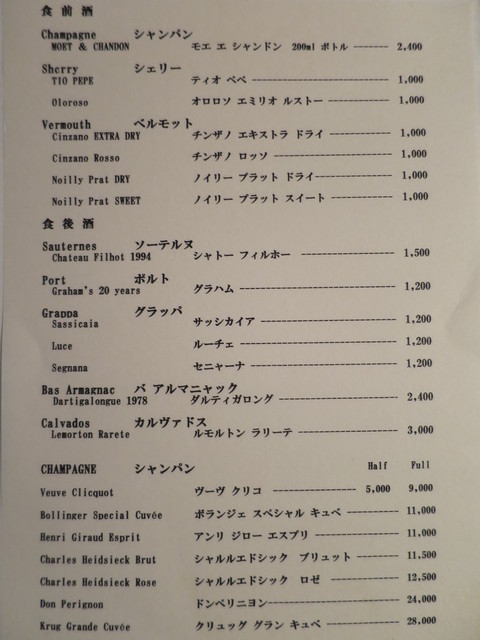 食 前 酒
Champagne シャンパン
MOET & CHANDON モエ エ シャンドン 200ml ボトル ------- 2,400
Sherry シェリー
TIO PEPE ティオ ペペ ---------------------- 1,000
Oloroso オロロソ エミリオ ルストー ----------- 1,000
Vermouth ベルモット
Cinzano EXTRA DRY チンザノ エキストラ ドライ ------------ 1,000
Cinzano Rosso チンザノ ロッソ -------------------- 1,000
Noilly Prat DRY ノイリー プラット ドライ-------------- 1,000
Noilly Prat SWEET ノイリー プラット スイート ------------ 1,000
食 後 酒
Sauternes ソーテルヌ
Chateau Filhot 1994 シャトー フィルホー --------------- 1,500
Port ポルト
Graham's 20 years グラハム ------------------------- 1,200
Grappa グラッパ
Sassicaia サッシカイア ---------------------- 1,200
Luce ルーチェ ------------------------- 1,200
Segnana セニャーナ ------------------------ 1,200
Bas Armagnac バ アルマニャック
Dartigalongue 1978 ダルティガロング -------------------- 2,400
Calvados カルヴァドス
Lemorton Rarete ルモルトン ラリーテ ----------------- 3,000
CHAMPAGNE シャンパン Half Full
Veuve Clicquot ヴーヴ クリコ -------------- 5,000 9,000
Bollinger Special Cuvée ボランジェ スペシャル キュベ ---------- 11,000
Henri Giraud Esprit アンリ ジロー エスプリ --------------- 11,000
Charles Heidsieck Brut シャルルエドシック ブリュット -------- 11,500
Charles Heidsieck Rose シャルルエドシック ロゼ ------------ 12,500
Don Perignon ドンペリニヨン--------------------- 24,000
Krug Grande Cuvée クリュッグ グラン キュベ ------------- 28,000